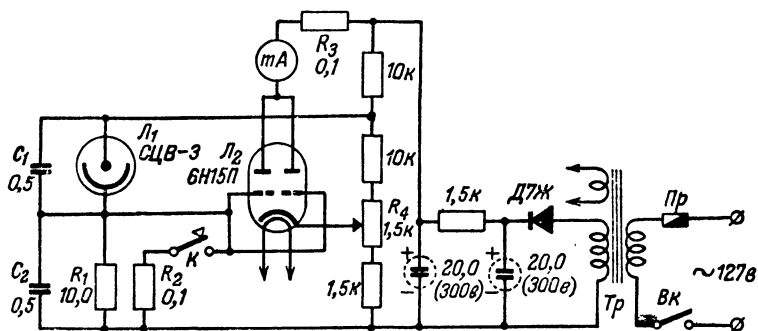 mA
R3
0,1
10к
Л1
СЦВ-3
Л2
6Н15П
C1
0,5
10к
R4
1,5к
1,5к
Д7Ж
Пр
К
C2
0,5
R1
10,0
R2
0,1
1,5к
+
20,0
(300в)
−
+
20,0
(300в)
−
Тр
Вк
~127в